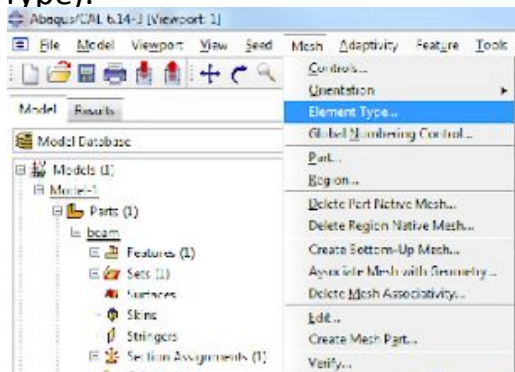 Type).
Abaqus/CAE 6.14-1 [Viewport: 1]
File Model Viewport View Seed Mesh Adaptivity Feature Tools
Controls...
Orientation
Model Results
Element Type...
Global Numbering Control...
Model Database
Part...
Models (1)
Region...
Model-1
Parts (1)
Delete Part Native Mesh...
beam
Delete Region Native Mesh...
Features (1)
Create Bottom-Up Mesh...
Sets (1)
Associate Mesh with Geometry...
Surfaces
Delete Mesh Associativity...
Skins
Edit...
Stringers
Create Mesh Part...
Section Assignments (1)
Verify...